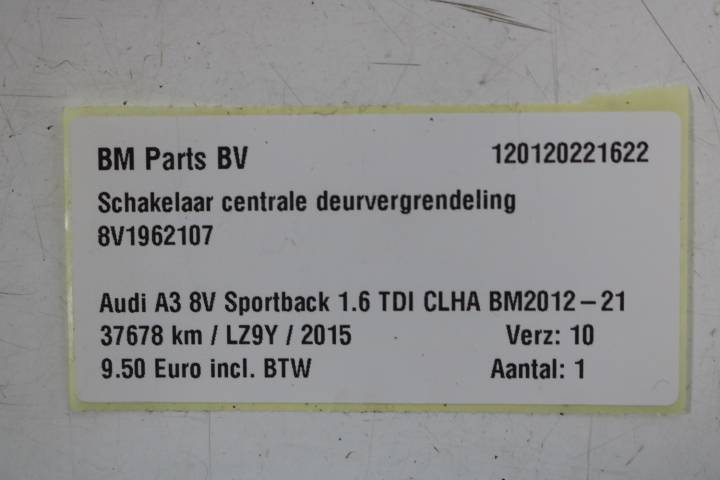 BM Parts BV 120120221622
Schakelaar centrale deurvergrendeling
8V1962107
Audi A3 8V Sportback 1.6 TDI CLHA BM2012-21
37678 km / LZ9Y / 2015 Verz: 10
9.50 Euro incl. BTW Aantal: 1